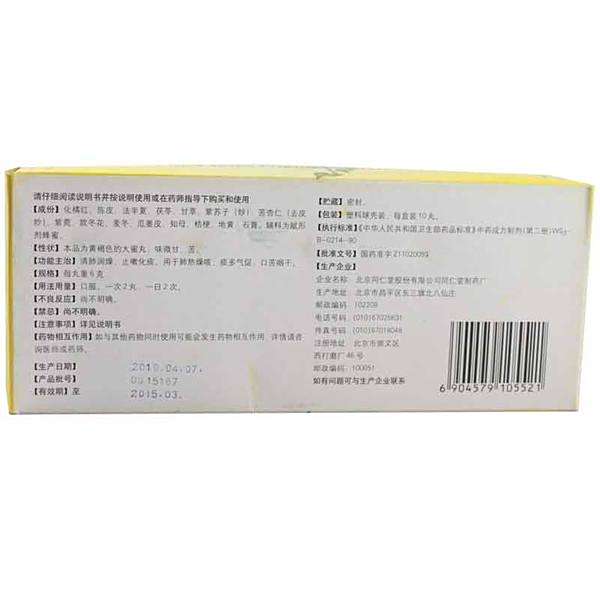 请仔细阅读说明书并按说明使用或在药师指导下购买和使用
【成份】 化橘红、陈皮、法半夏、茯苓、甘草、紫苏子(炒)、苦杏仁(去皮
炒)、紫菀、款冬花、麦冬、瓜蒌皮、知母、桔梗、地黄、石膏。辅料为赋形
剂蜂蜜。
【性状】本品为黄褐色的大蜜丸；味微甘、苦。
【功能主治】清肺润燥，止嗽化痰。用于肺热燥咳，痰多气促，口苦咽干。
【规格】 每丸重6克
【用法用量】口服。一次2丸，一日2次。
【不良反应】尚不明确。
【禁忌】尚不明确。
【注意事项】详见说明书
【药物相互作用】如与其他药物同时使用可能会发生药物相互作用，详情请咨
询医师或药师。
【生产日期】 2010.04.07.
【产品批号】 0015167
【有效期】至 2015.03.
【贮藏】密封。
【包装】塑料球壳装，每盒装10丸。
【执行标准】《中华人民共和国卫生部药品标准》中药成方制剂(第二册)WS3-
B-0214-90
【批准文号】国药准字 Z11020093
【生产企业】
企业名称 北京同仁堂股份有限公司同仁堂制药厂
生产地址 北京市昌平区东三旗北八仙庄
邮政编码: 102209
电话号码: (010)67025631
传真号码: (010)67018048
注册地址: 北京市崇文区
西打磨厂46号
邮政编码: 100051
如有问题可与生产企业联系
6 904579 105521